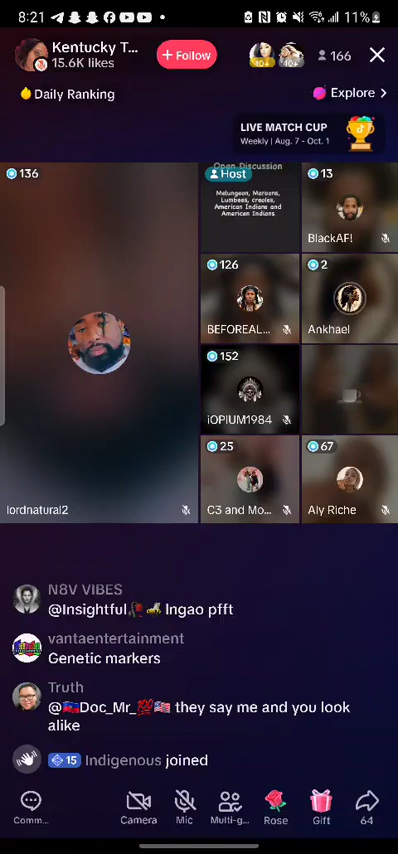 8:21
11%
Kentucky T...
15.6K likes
+ Follow
10+
10+
166
Daily Ranking
Explore >
LIVE MATCH CUP
Weekly | Aug. 7 - Oct. 1
136
Open Discussion
Host
Melungeon, Maroons,
Lumbees, creoles,
American Indians and
American Indians
13
BlackAF!
126
BEFOREAL...
2
Ankhael
152
iOPIUM1984
25
C3 and Mo...
67
Aly Riche
lordnatural2
N8V VIBES
@Insightful🥀🦂 Ingao pfft
vantaentertainment
Genetic markers
Truth
@🇭🇹Doc_Mr_💯🇺🇸 they say me and you look
alike
15 Indigenous joined
Comm...
Camera
Mic
Multi-g...
Rose
Gift
64